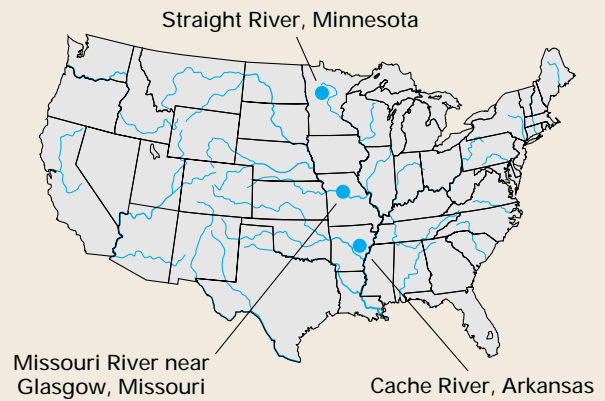 Straight River, Minnesota
Missouri River near
Glasgow, Missouri
Cache River, Arkansas